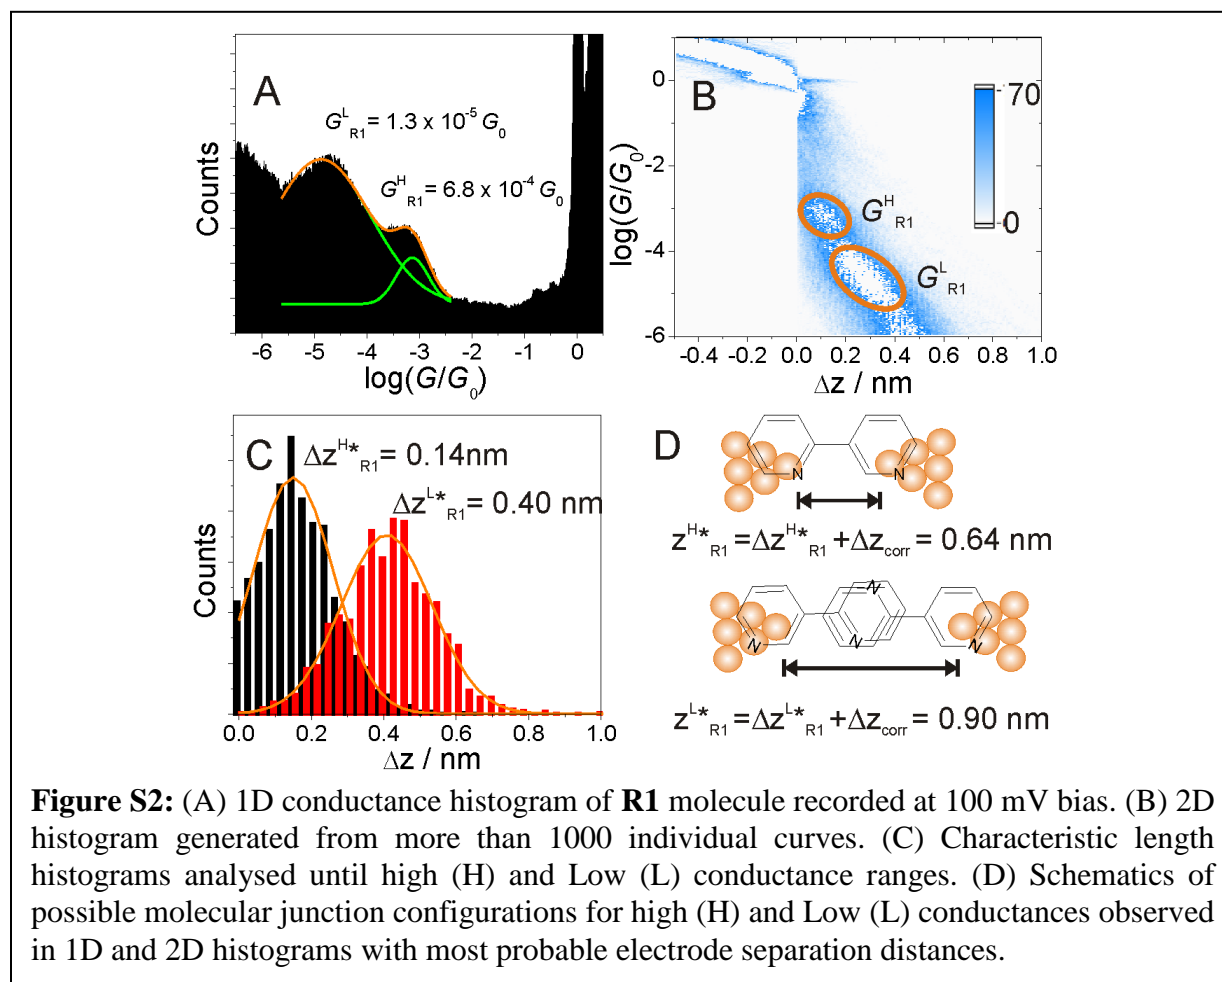 A
G^L_R1 = 1.3 x 10^-5 G_0
G^H_R1 = 6.8 x 10^-4 G_0
Counts
-6 -5 -4 -3 -2 -1 0
log(G/G_0)
B
70
0
G^H_R1
G^L_R1
log(G/G_0)
0
-2
-4
-6
-0.4 -0.2 0.0 0.2 0.4 0.6 0.8 1.0
Δz / nm
C
Δz^H*_R1 = 0.14nm
Δz^L*_R1 = 0.40 nm
Counts
0.0 0.2 0.4 0.6 0.8 1.0
Δz / nm
D
N N
z^H*_R1 =Δz^H*_R1 +Δz_corr = 0.64 nm
N
N N N
z^L*_R1 =Δz^L*_R1 +Δz_corr = 0.90 nm
Figure S2: (A) 1D conductance histogram of R1 molecule recorded at 100 mV bias. (B) 2D
histogram generated from more than 1000 individual curves. (C) Characteristic length
histograms analysed until high (H) and Low (L) conductance ranges. (D) Schematics of
possible molecular junction configurations for high (H) and Low (L) conductances observed
in 1D and 2D histograms with most probable electrode separation distances.